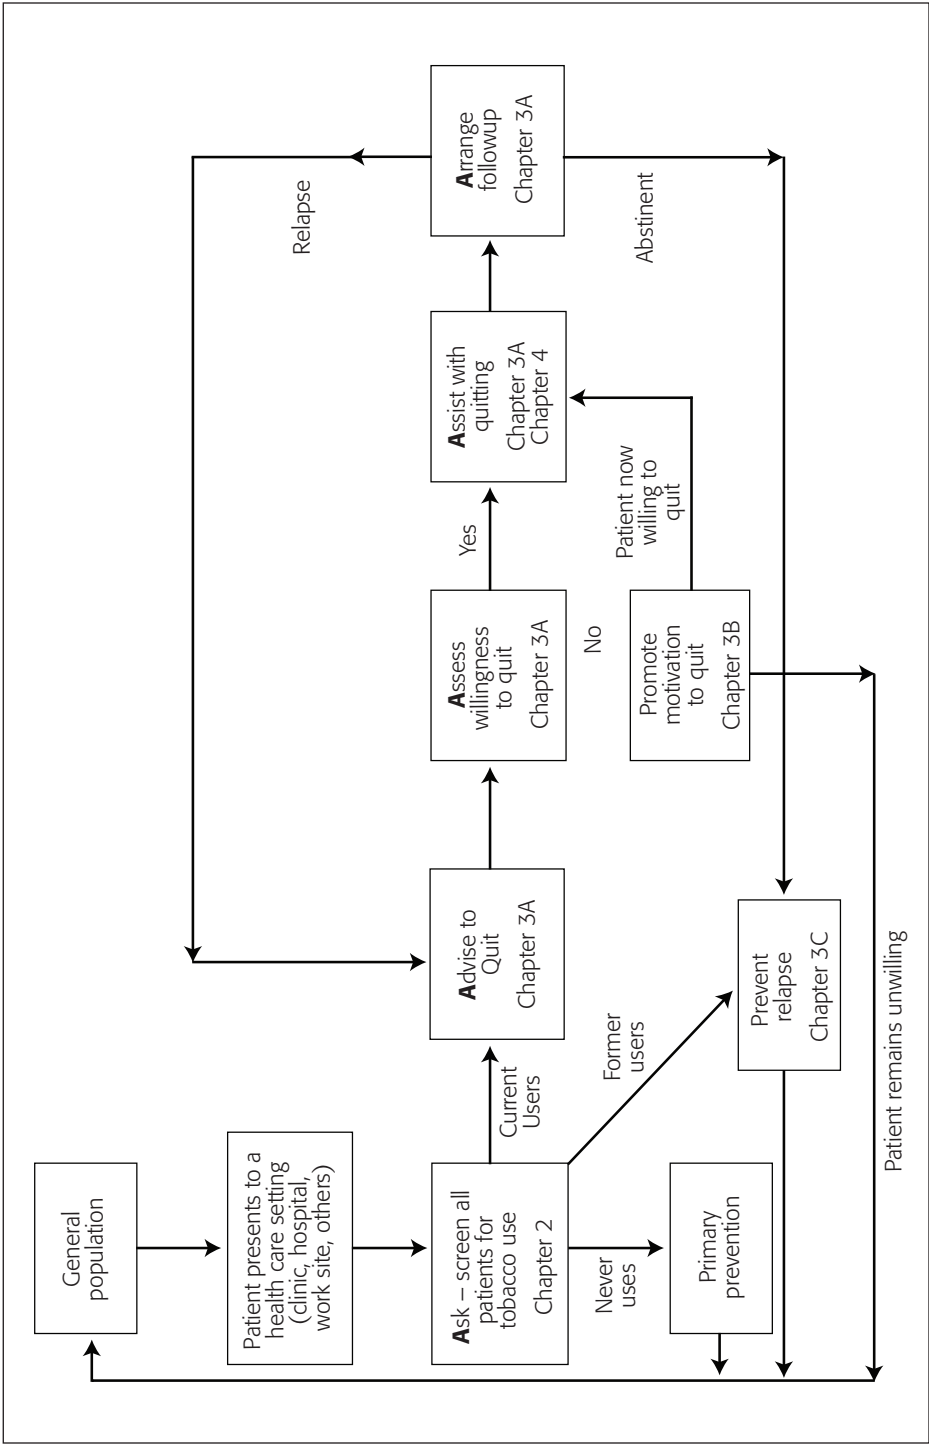 General
population
Patient presents to a
health care setting
(clinic, hospital,
work site, others)
Ask – screen all
patients for
tobacco use
Chapter 2
Never
uses
Primary
prevention
Current
Users
Former
users
Advise to
Quit
Chapter 3A
Prevent
relapse
Chapter 3C
Assess
willingness
to quit
Chapter 3A
Yes
No
Promote
motivation
to quit
Chapter 3B
Patient now
willing to
quit
Assist with
quitting
Chapter 3A
Chapter 4
Arrange
followup
Chapter 3A
Relapse
Abstinent
Patient remains unwilling